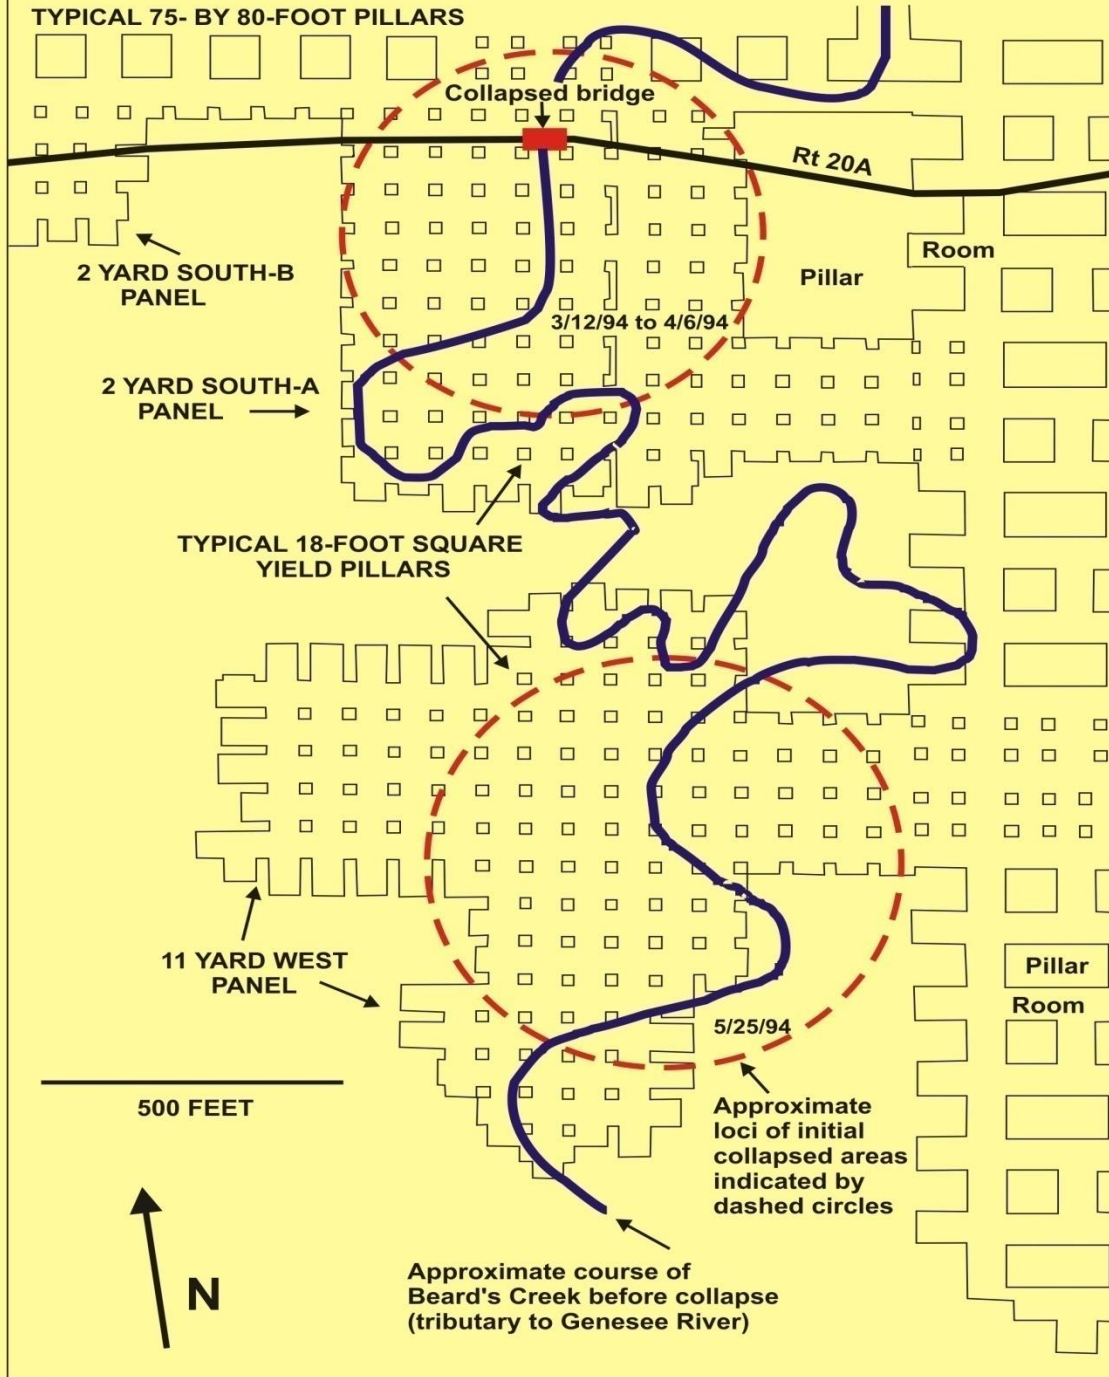 TYPICAL 75- BY 80-FOOT PILLARS
Collapsed bridge
Rt 20A
Room
Pillar
2 YARD SOUTH-B
PANEL
3/12/94 to 4/6/94
2 YARD SOUTH-A
PANEL
TYPICAL 18-FOOT SQUARE
YIELD PILLARS
11 YARD WEST
PANEL
Pillar
Room
5/25/94
500 FEET
Approximate
loci of initial
collapsed areas
indicated by
dashed circles
N
Approximate course of
Beard's Creek before collapse
(tributary to Genesee River)